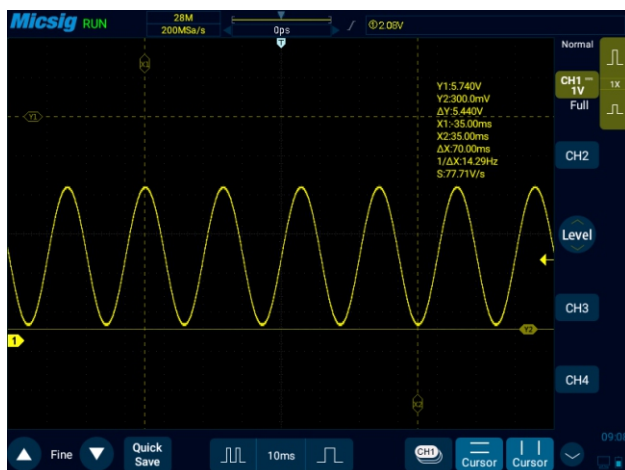 Micsig RUN
28M
200MSa/s
0ps
T
①2.08V
X1
Y1
Y1:5.740V
Y2:300.0mV
ΔY:5.440V
X1:-35.00ms
X2:35.00ms
ΔX:70.00ms
1/ΔX:14.29Hz
S:77.71V/s
Normal
CH1
1V
Full
1X
CH2
Level
Y2
1
CH3
CH4
X2
Fine
Quick
Save
10ms
CH1
Cursor
Cursor